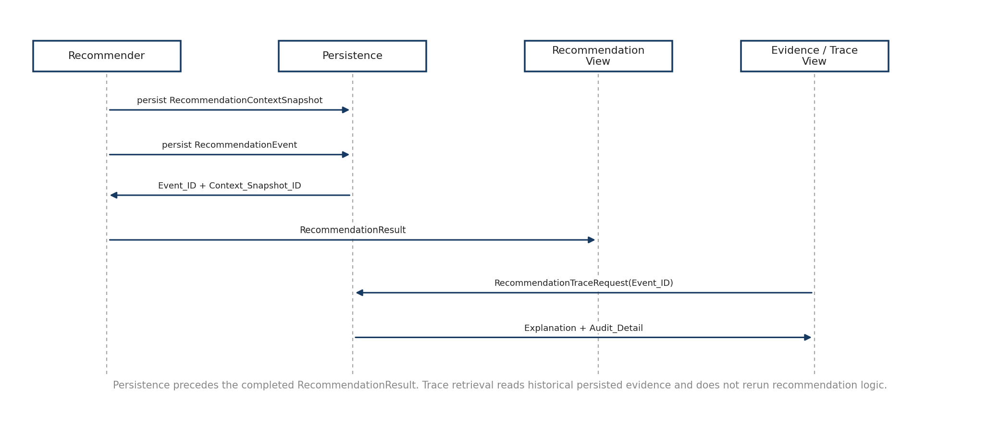 Recommender
Persistence
Recommendation
View
Evidence / Trace
View
persist RecommendationContextSnapshot
persist RecommendationEvent
Event_ID + Context_Snapshot_ID
RecommendationResult
RecommendationTraceRequest(Event_ID)
Explanation + Audit_Detail
Persistence precedes the completed RecommendationResult. Trace retrieval reads historical persisted evidence and does not rerun recommendation logic.